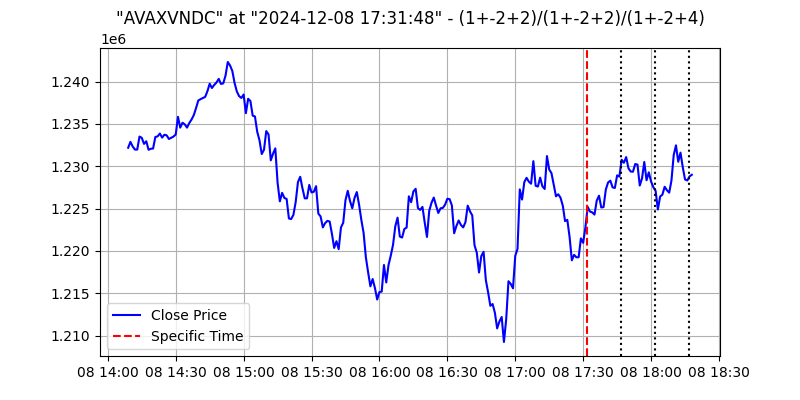 "AVAXVNDC" at "2024-12-08 17:31:48" - (1+-2+2)/(1+-2+2)/(1+-2+4)
1e6
1.240
1.235
1.230
1.225
1.220
1.215
1.210
Close Price
Specific Time
08 14:00 08 14:30 08 15:00 08 15:30 08 16:00 08 16:30 08 17:00 08 17:30 08 18:00 08 18:30